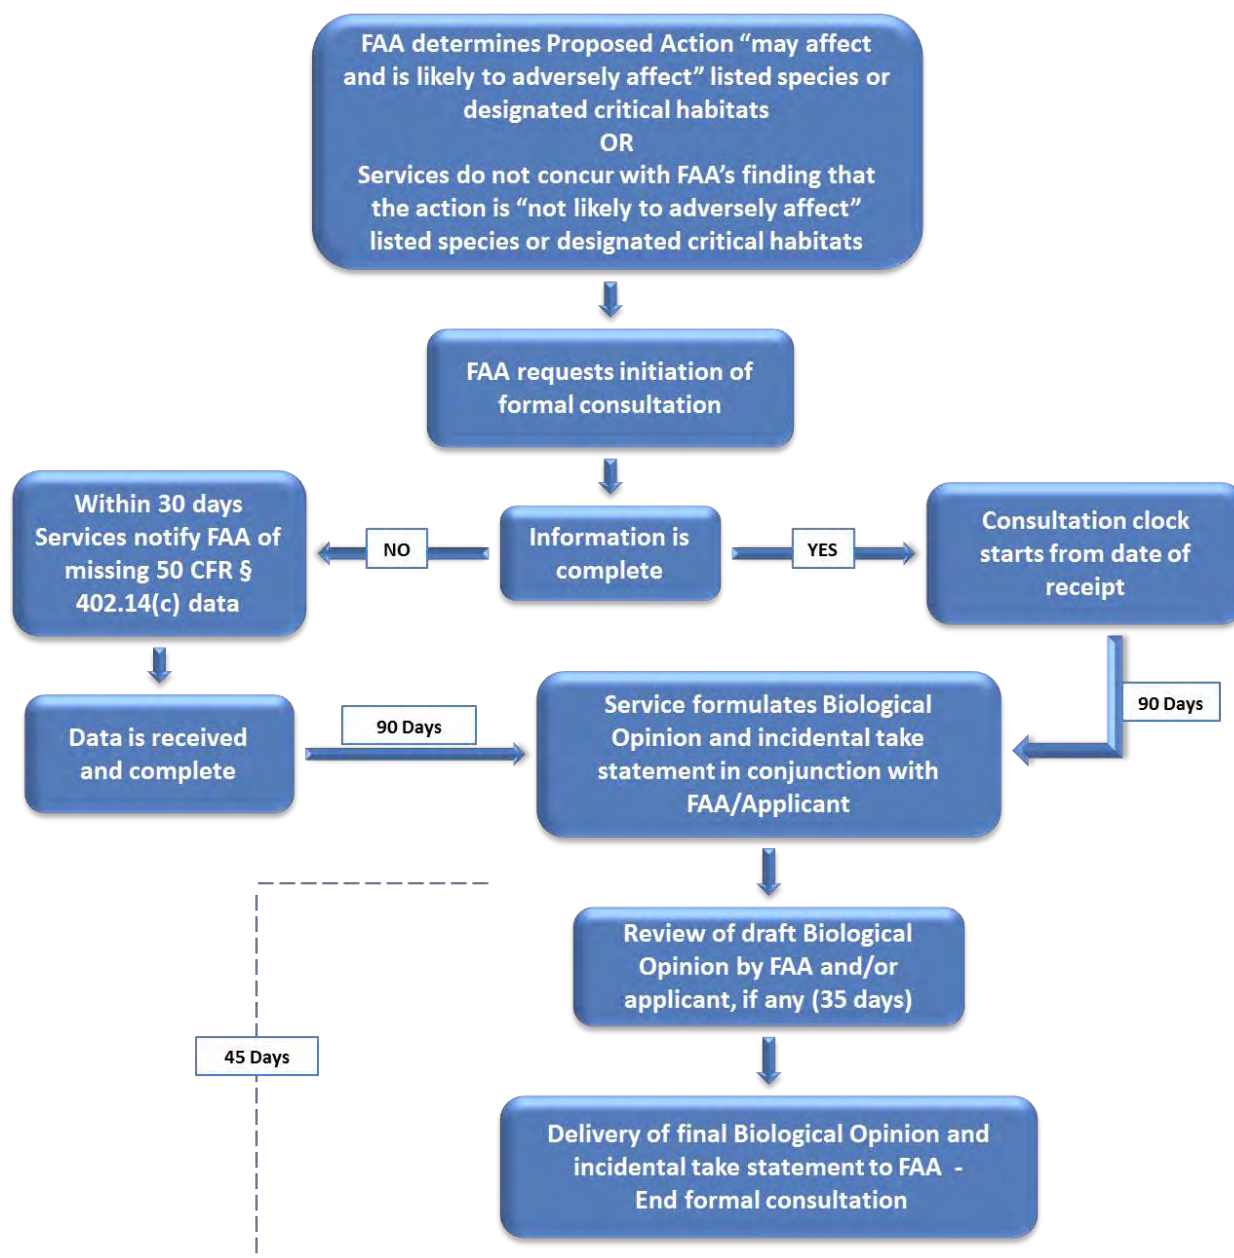 FAA determines Proposed Action “may affect
and is likely to adversely affect” listed species or
designated critical habitats
OR
Services do not concur with FAA’s finding that
the action is “not likely to adversely affect”
listed species or designated critical habitats
FAA requests initiation of
formal consultation
Within 30 days
Services notify FAA of
missing 50 CFR §
402.14(c) data
NO
Information is
complete
YES
Consultation clock
starts from date of
receipt
Data is received
and complete
90 Days
Service formulates Biological
Opinion and incidental take
statement in conjunction with
FAA/Applicant
90 Days
Review of draft Biological
Opinion by FAA and/or
applicant, if any (35 days)
45 Days
Delivery of final Biological Opinion and
incidental take statement to FAA -
End formal consultation